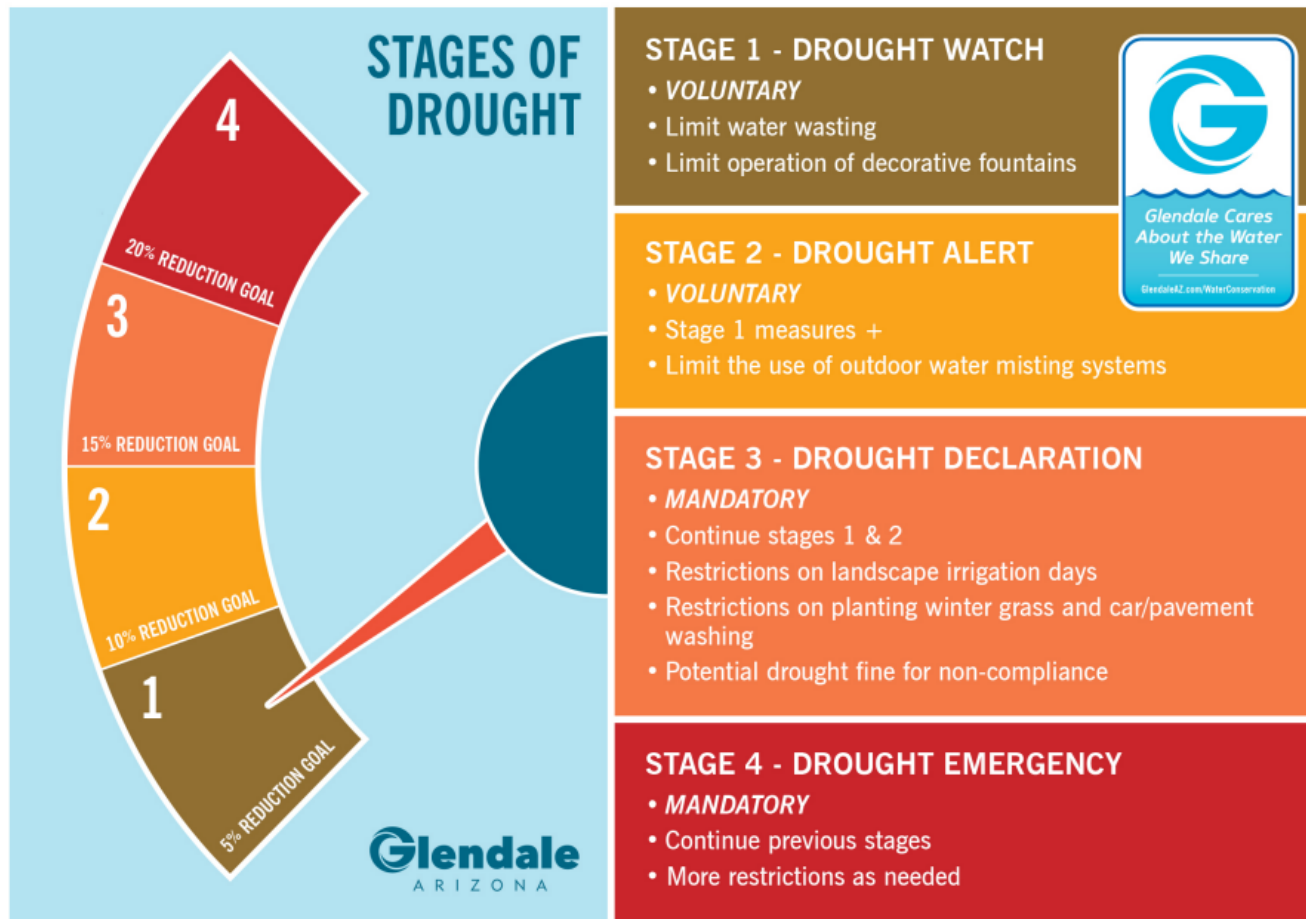 STAGES OF
DROUGHT
4
20% REDUCTION GOAL
3
15% REDUCTION GOAL
2
10% REDUCTION GOAL
1
5% REDUCTION GOAL
Glendale
ARIZONA
STAGE 1 - DROUGHT WATCH
• VOLUNTARY
• Limit water wasting
• Limit operation of decorative fountains
G
Glendale Cares
About the Water
We Share
GlendaleAZ.com/WaterConservation
STAGE 2 - DROUGHT ALERT
• VOLUNTARY
• Stage 1 measures +
• Limit the use of outdoor water misting systems
STAGE 3 - DROUGHT DECLARATION
• MANDATORY
• Continue stages 1 & 2
• Restrictions on landscape irrigation days
• Restrictions on planting winter grass and car/pavement
washing
• Potential drought fine for non-compliance
STAGE 4 - DROUGHT EMERGENCY
• MANDATORY
• Continue previous stages
• More restrictions as needed